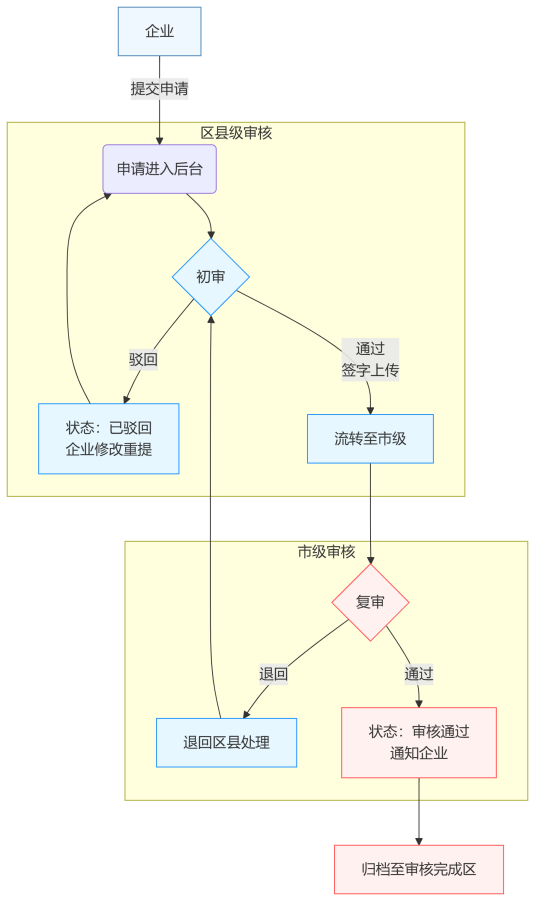 企业
提交申请
区县级审核
申请进入后台
初审
驳回
通过
签字上传
状态：已驳回
企业修改重提
流转至市级
市级审核
复审
退回
通过
退回区县处理
状态：审核通过
通知企业
归档至审核完成区